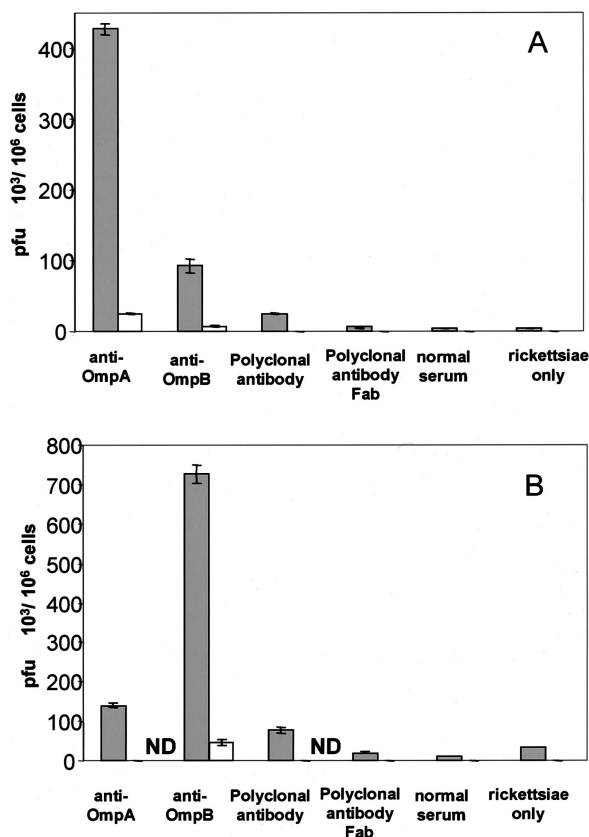 A
400
300
200
100
0
pfu 10³/ 10⁶ cells
anti-
OmpA
anti-
OmpB
Polyclonal
antibody
Polyclonal
antibody
Fab
normal
serum
rickettsiae
only
B
800
700
600
500
400
300
200
100
0
pfu 10³/ 10⁶ cells
ND
ND
anti-
OmpA
anti-
OmpB
Polyclonal
antibody
Polyclonal
antibody
Fab
normal
serum
rickettsiae
only